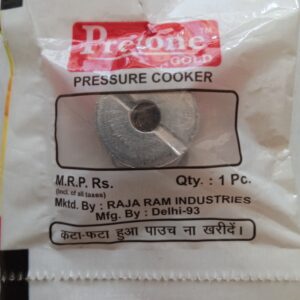 Pretone™
GOLD
PRESSURE COOKER
M.R.P. Rs. Qty. : 1 Pc.
(Incl. of all taxes)
Mktd. By : RAJA RAM INDUSTRIES
Mfg. By : Delhi-93
कटा-फटा हुआ पाउच ना खरीदें।